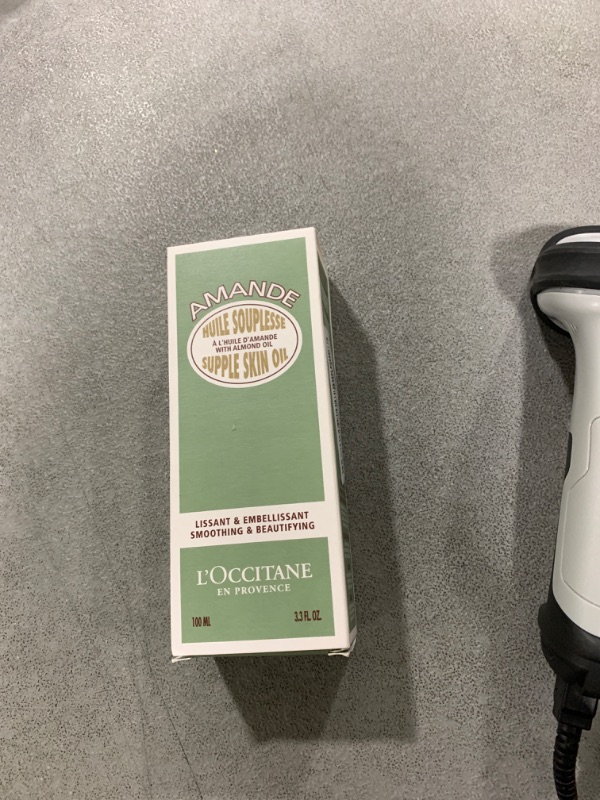 AMANDE
HUILE SOUPLESSE
À L'HUILE D'AMANDE
WITH ALMOND OIL
SUPPLE SKIN OIL
LISSANT & EMBELLISSANT
SMOOTHING & BEAUTIFYING
L'OCCITANE
EN PROVENCE
100 ML 3.3 FL. OZ.